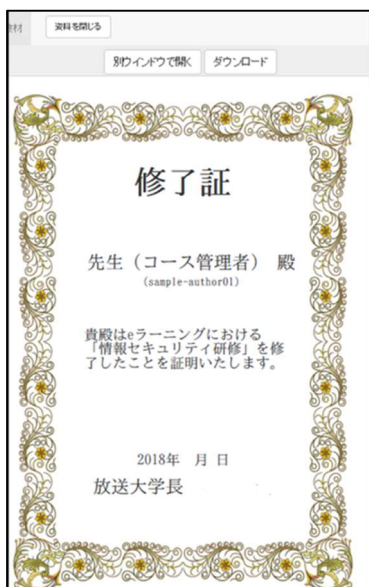 教材 資料を閉じる
別ウィンドウで開く ダウンロード
修了証
先生（コース管理者） 殿
(sample-author01)
貴殿はeラーニングにおける
「情報セキュリティ研修」を修
了したことを証明いたします。
2018年 月 日
放送大学長